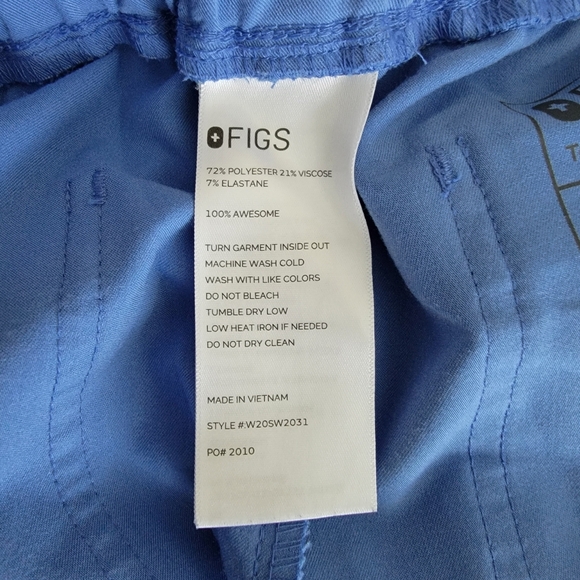 FIGS
72% POLYESTER 21% VISCOSE
7% ELASTANE
100% AWESOME
TURN GARMENT INSIDE OUT
MACHINE WASH COLD
WASH WITH LIKE COLORS
DO NOT BLEACH
TUMBLE DRY LOW
LOW HEAT IRON IF NEEDED
DO NOT DRY CLEAN
MADE IN VIETNAM
STYLE #:W20SW2031
PO# 2010